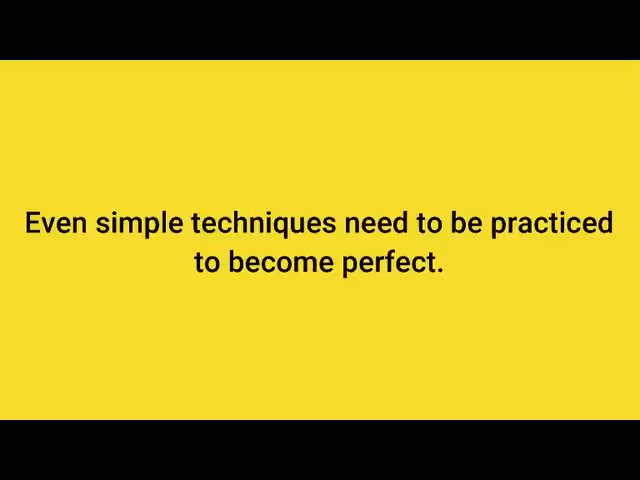 Even simple techniques need to be practiced
to become perfect.